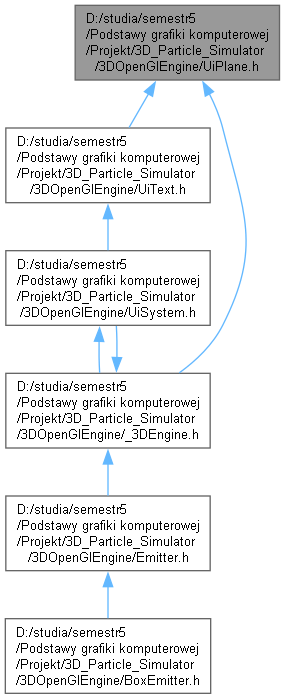 D:/studia/semestr5
/Podstawy grafiki komputerowej
/Projekt/3D_Particle_Simulator
/3DOpenGlEngine/UiPlane.h
D:/studia/semestr5
/Podstawy grafiki komputerowej
/Projekt/3D_Particle_Simulator
/3DOpenGlEngine/UiText.h
D:/studia/semestr5
/Podstawy grafiki komputerowej
/Projekt/3D_Particle_Simulator
/3DOpenGlEngine/UiSystem.h
D:/studia/semestr5
/Podstawy grafiki komputerowej
/Projekt/3D_Particle_Simulator
/3DOpenGlEngine/_3DEngine.h
D:/studia/semestr5
/Podstawy grafiki komputerowej
/Projekt/3D_Particle_Simulator
/3DOpenGlEngine/Emitter.h
D:/studia/semestr5
/Podstawy grafiki komputerowej
/Projekt/3D_Particle_Simulator
/3DOpenGlEngine/BoxEmitter.h